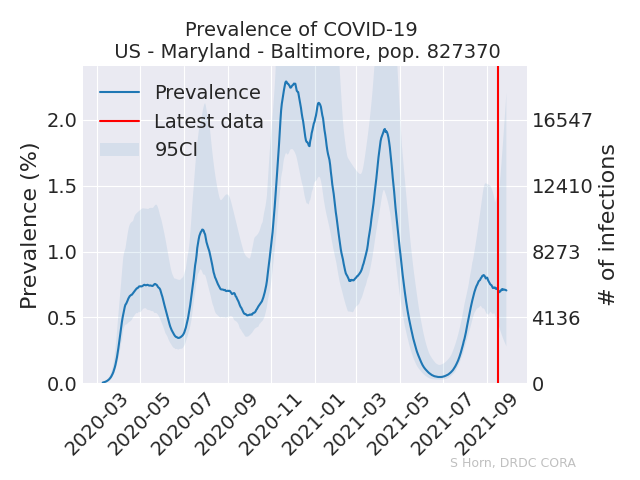 Prevalence of COVID-19
US - Maryland - Baltimore, pop. 827370
Prevalence
Latest data
95CI
Prevalence (%)
2.0
1.5
1.0
0.5
0.0
16547
12410
8273
4136
0
# of infections
2020-03
2020-05
2020-07
2020-09
2020-11
2021-01
2021-03
2021-05
2021-07
2021-09
S Horn, DRDC CORA